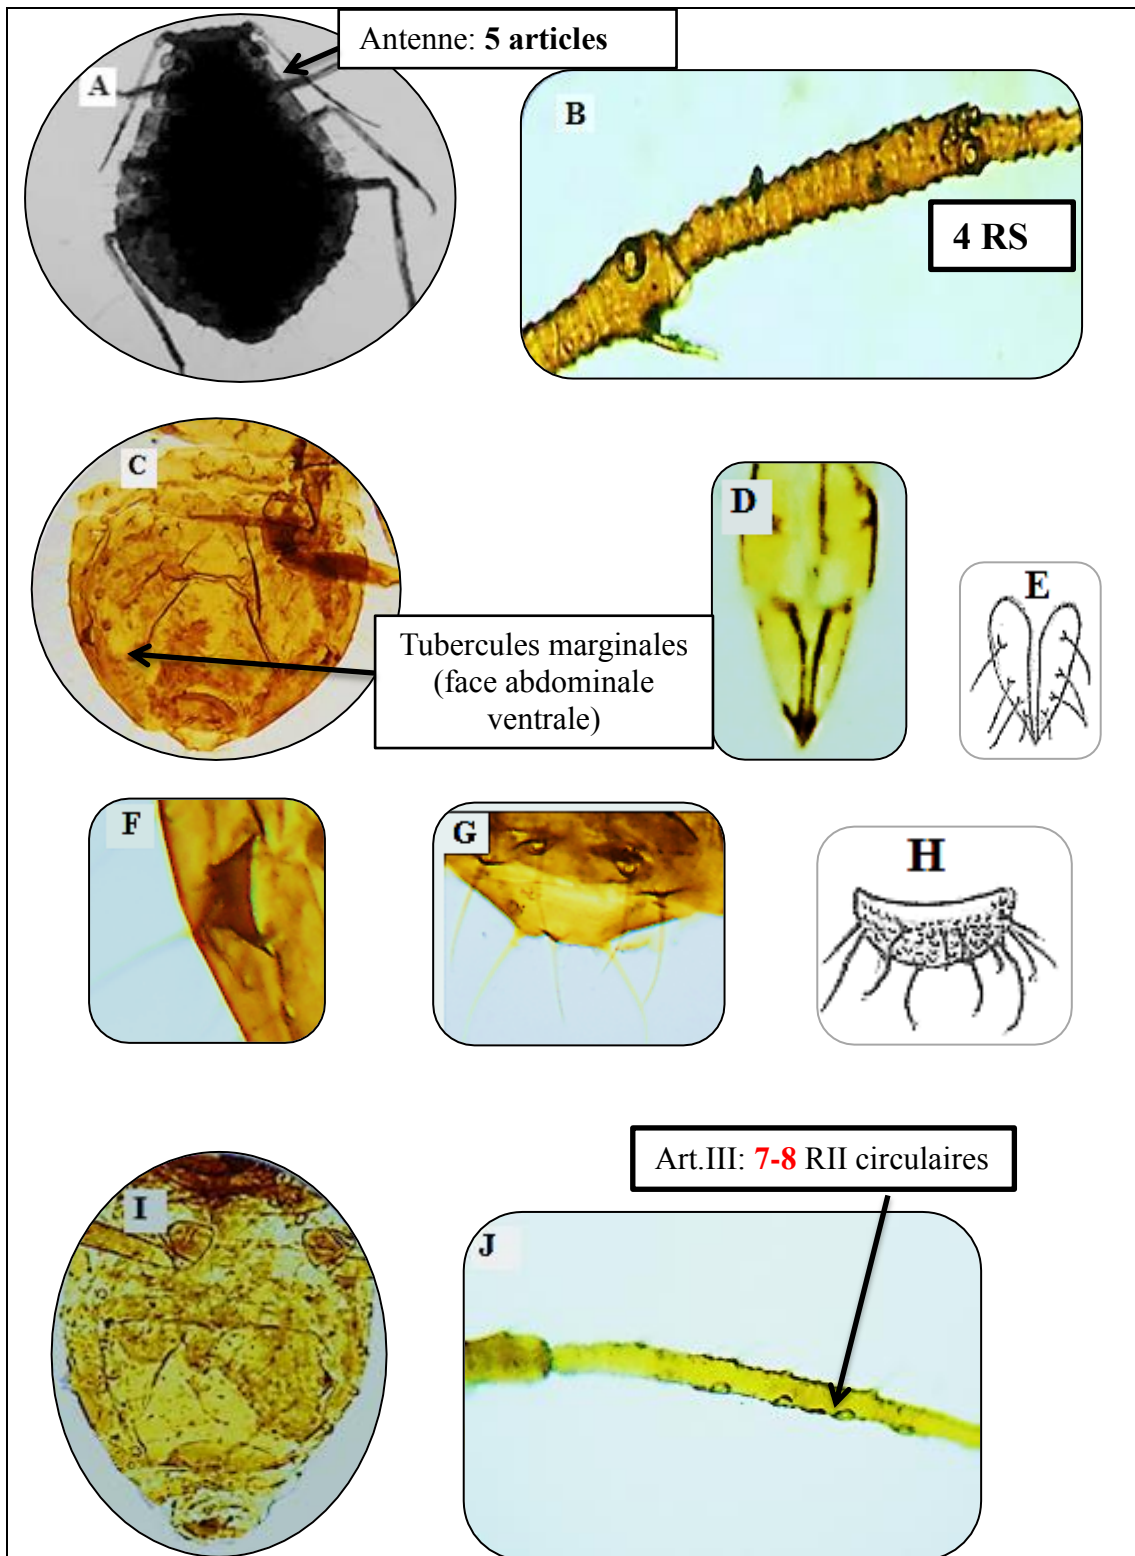 Antenne: 5 articles
A
B
4 RS
C
D
E
Tubercules marginales
(face abdominale
ventrale)
F
G
H
Art.III: 7-8 RII circulaires
I
J